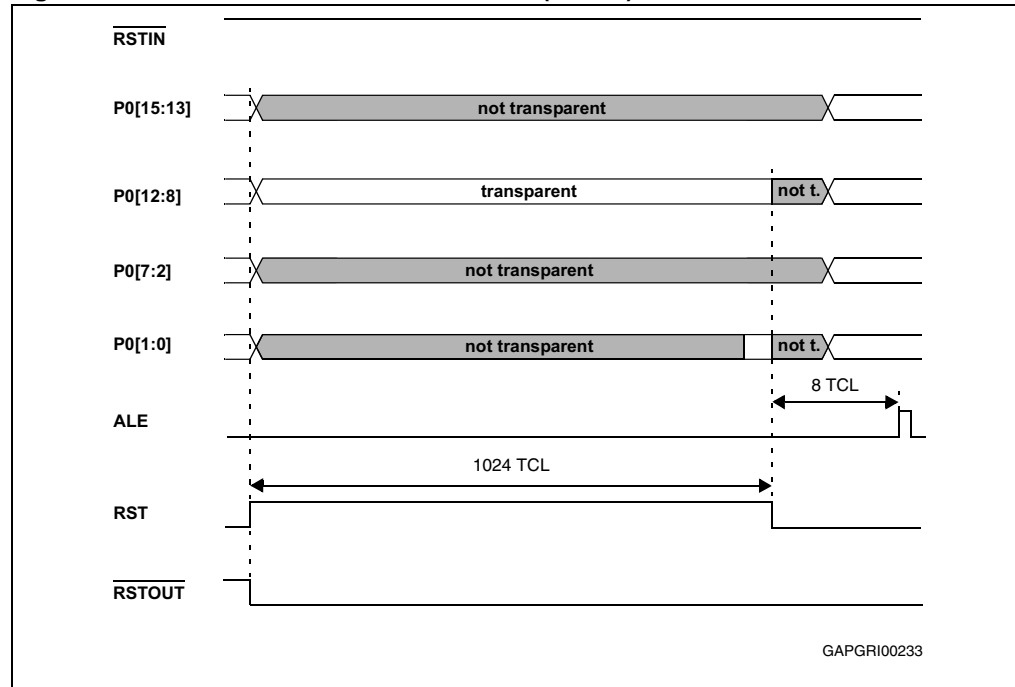 RSTIN
P0[15:13] not transparent
P0[12:8] transparent not t.
P0[7:2] not transparent
P0[1:0] not transparent not t.
8 TCL
ALE
1024 TCL
RST
RSTOUT
GAPGRI00233